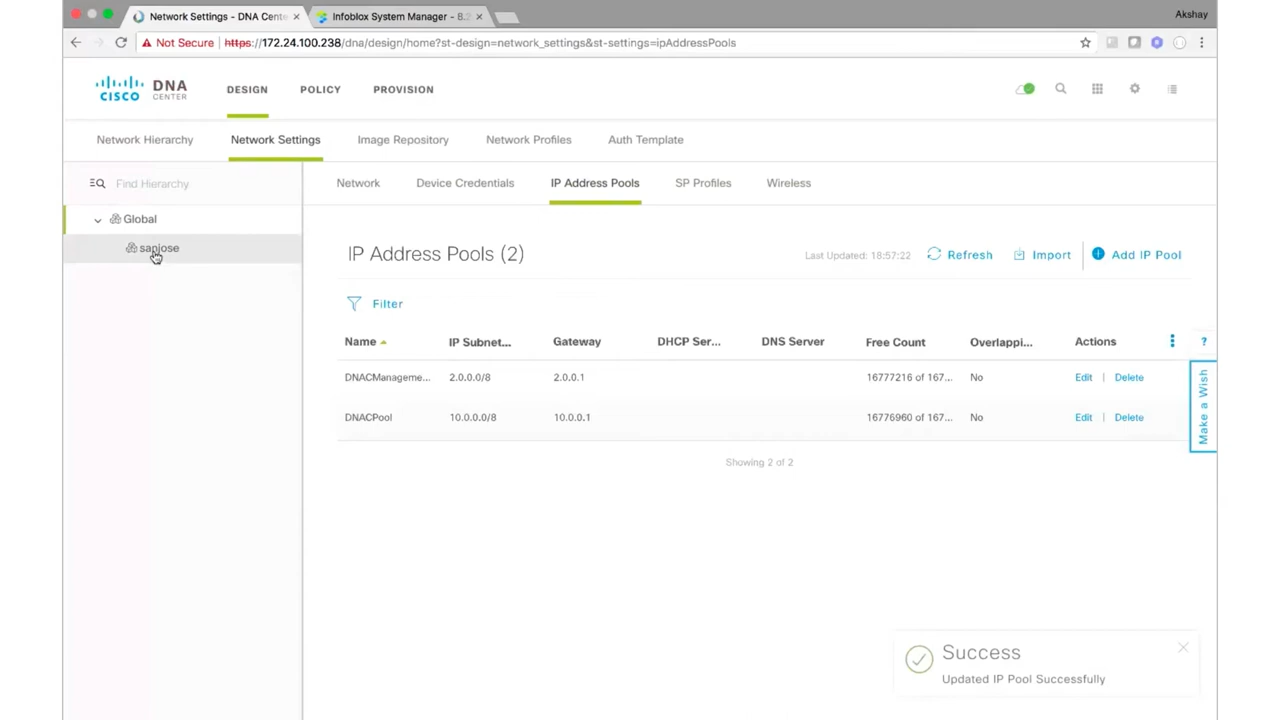 Network Settings - DNA Cente ×
Infoblox System Manager - 8.2 ×
Akshay
Not Secure | https://172.24.100.238/dna/design/home?st-design=network_settings&st-settings=ipAddressPools
CISCO DNA CENTER
DESIGN
POLICY
PROVISION
Network Hierarchy
Network Settings
Image Repository
Network Profiles
Auth Template
Find Hierarchy
Global
sanjose
Network
Device Credentials
IP Address Pools
SP Profiles
Wireless
IP Address Pools (2)
Last Updated: 18:57:22
Refresh
Import
Add IP Pool
Filter
Name IP Subnet... Gateway DHCP Ser... DNS Server Free Count Overlappi... Actions
DNACManageme... 2.0.0.0/8 2.0.0.1 16777216 of 167... No Edit | Delete
DNACPool 10.0.0.0/8 10.0.0.1 16776960 of 167... No Edit | Delete
Showing 2 of 2
?
Make a Wish
Success
Updated IP Pool Successfully